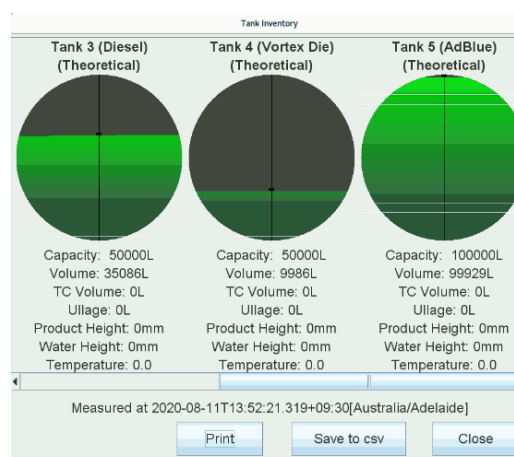 Tank Inventory
Tank 3 (Diesel) Tank 4 (Vortex Die) Tank 5 (AdBlue)
(Theoretical) (Theoretical) (Theoretical)
Capacity: 50000L Capacity: 50000L Capacity: 100000L
Volume: 35086L Volume: 9986L Volume: 99929L
TC Volume: 0L TC Volume: 0L TC Volume: 0L
Ullage: 0L Ullage: 0L Ullage: 0L
Product Height: 0mm Product Height: 0mm Product Height: 0mm
Water Height: 0mm Water Height: 0mm Water Height: 0mm
Temperature: 0.0 Temperature: 0.0 Temperature: 0.0
Measured at 2020-08-11T13:52:21.319+09:30[Australia/Adelaide]
Print Save to csv Close